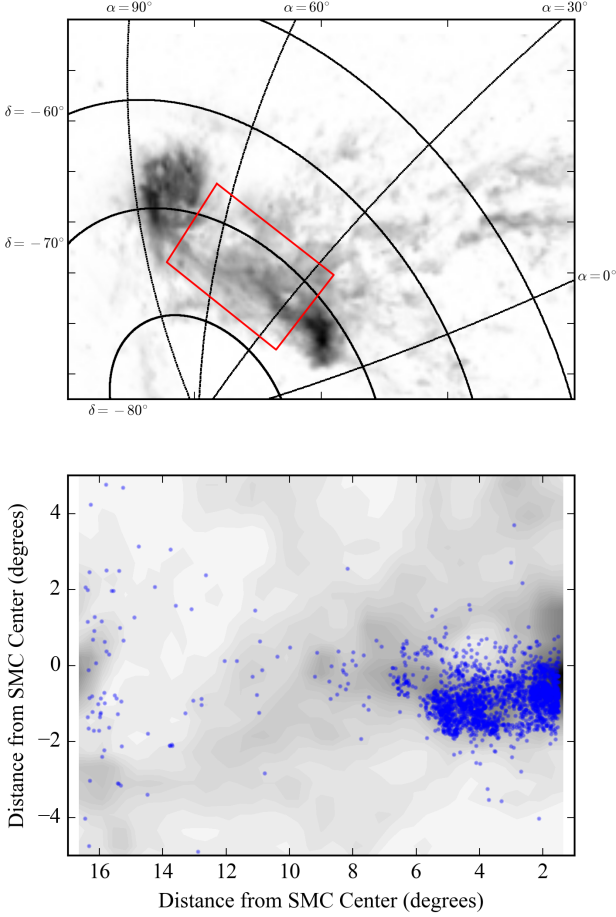 α=90° α=60° α=30°
δ=−60°
δ=−70°
α=0°
δ=−80°
4
2
0
−2
−4
Distance from SMC Center (degrees)
16 14 12 10 8 6 4 2
Distance from SMC Center (degrees)